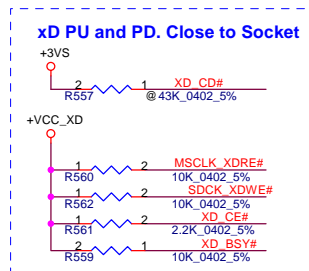 xD PU and PD. Close to Socket
+3VS
2 1 XD_CD#
R557 @ 43K_0402_5%
+VCC_XD
1 2 MSCLK_XDRE#
R560 10K_0402_5%
1 2 SDCK_XDWE#
R562 10K_0402_5%
1 2 XD_CE#
R561 2.2K_0402_5%
2 1 XD_BSY#
R559 10K_0402_5%